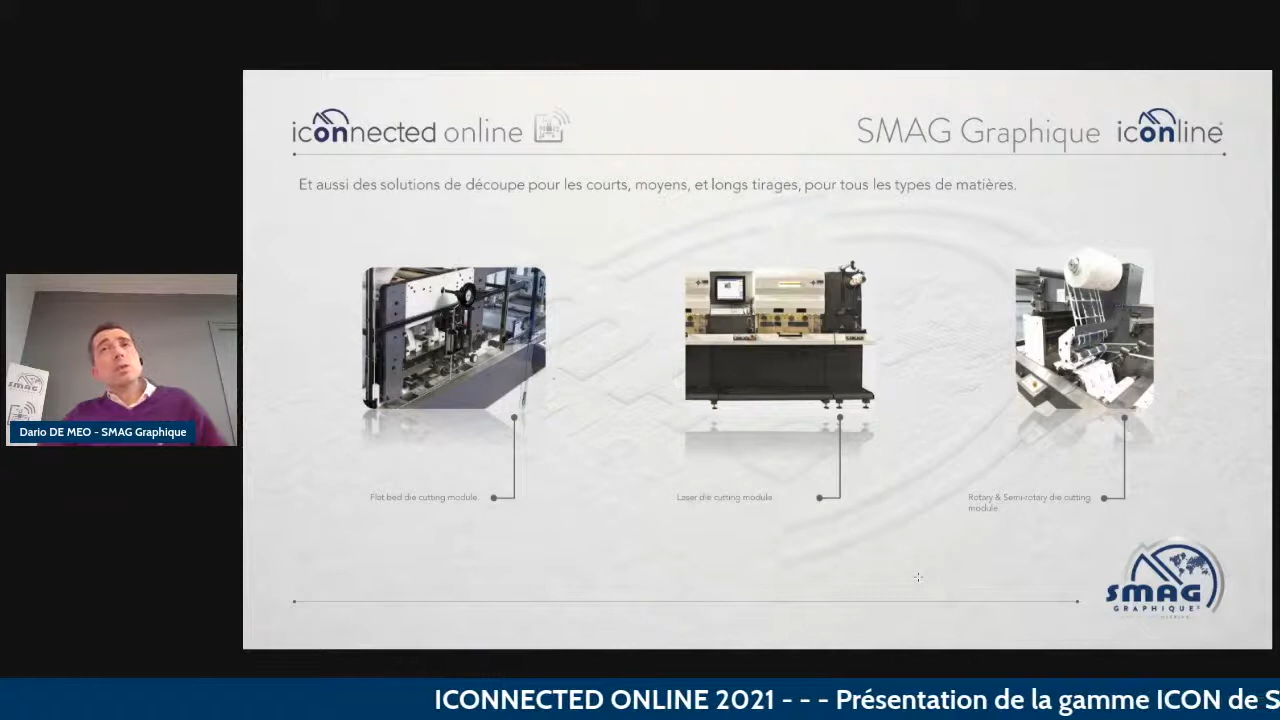 iconnected online
SMAG Graphique iconline
Et aussi des solutions de découpe pour les courts, moyens, et longs tirages, pour tous les types de matières.
SMAG
Dario DE MEO - SMAG Graphique
Flat bed die cutting module.
Laser die cutting module
Rotary & Semi-rotary die cutting
module.
SMAG
GRAPHIQUE
ICONNECTED ONLINE 2021 - - - Présentation de la gamme ICON de S